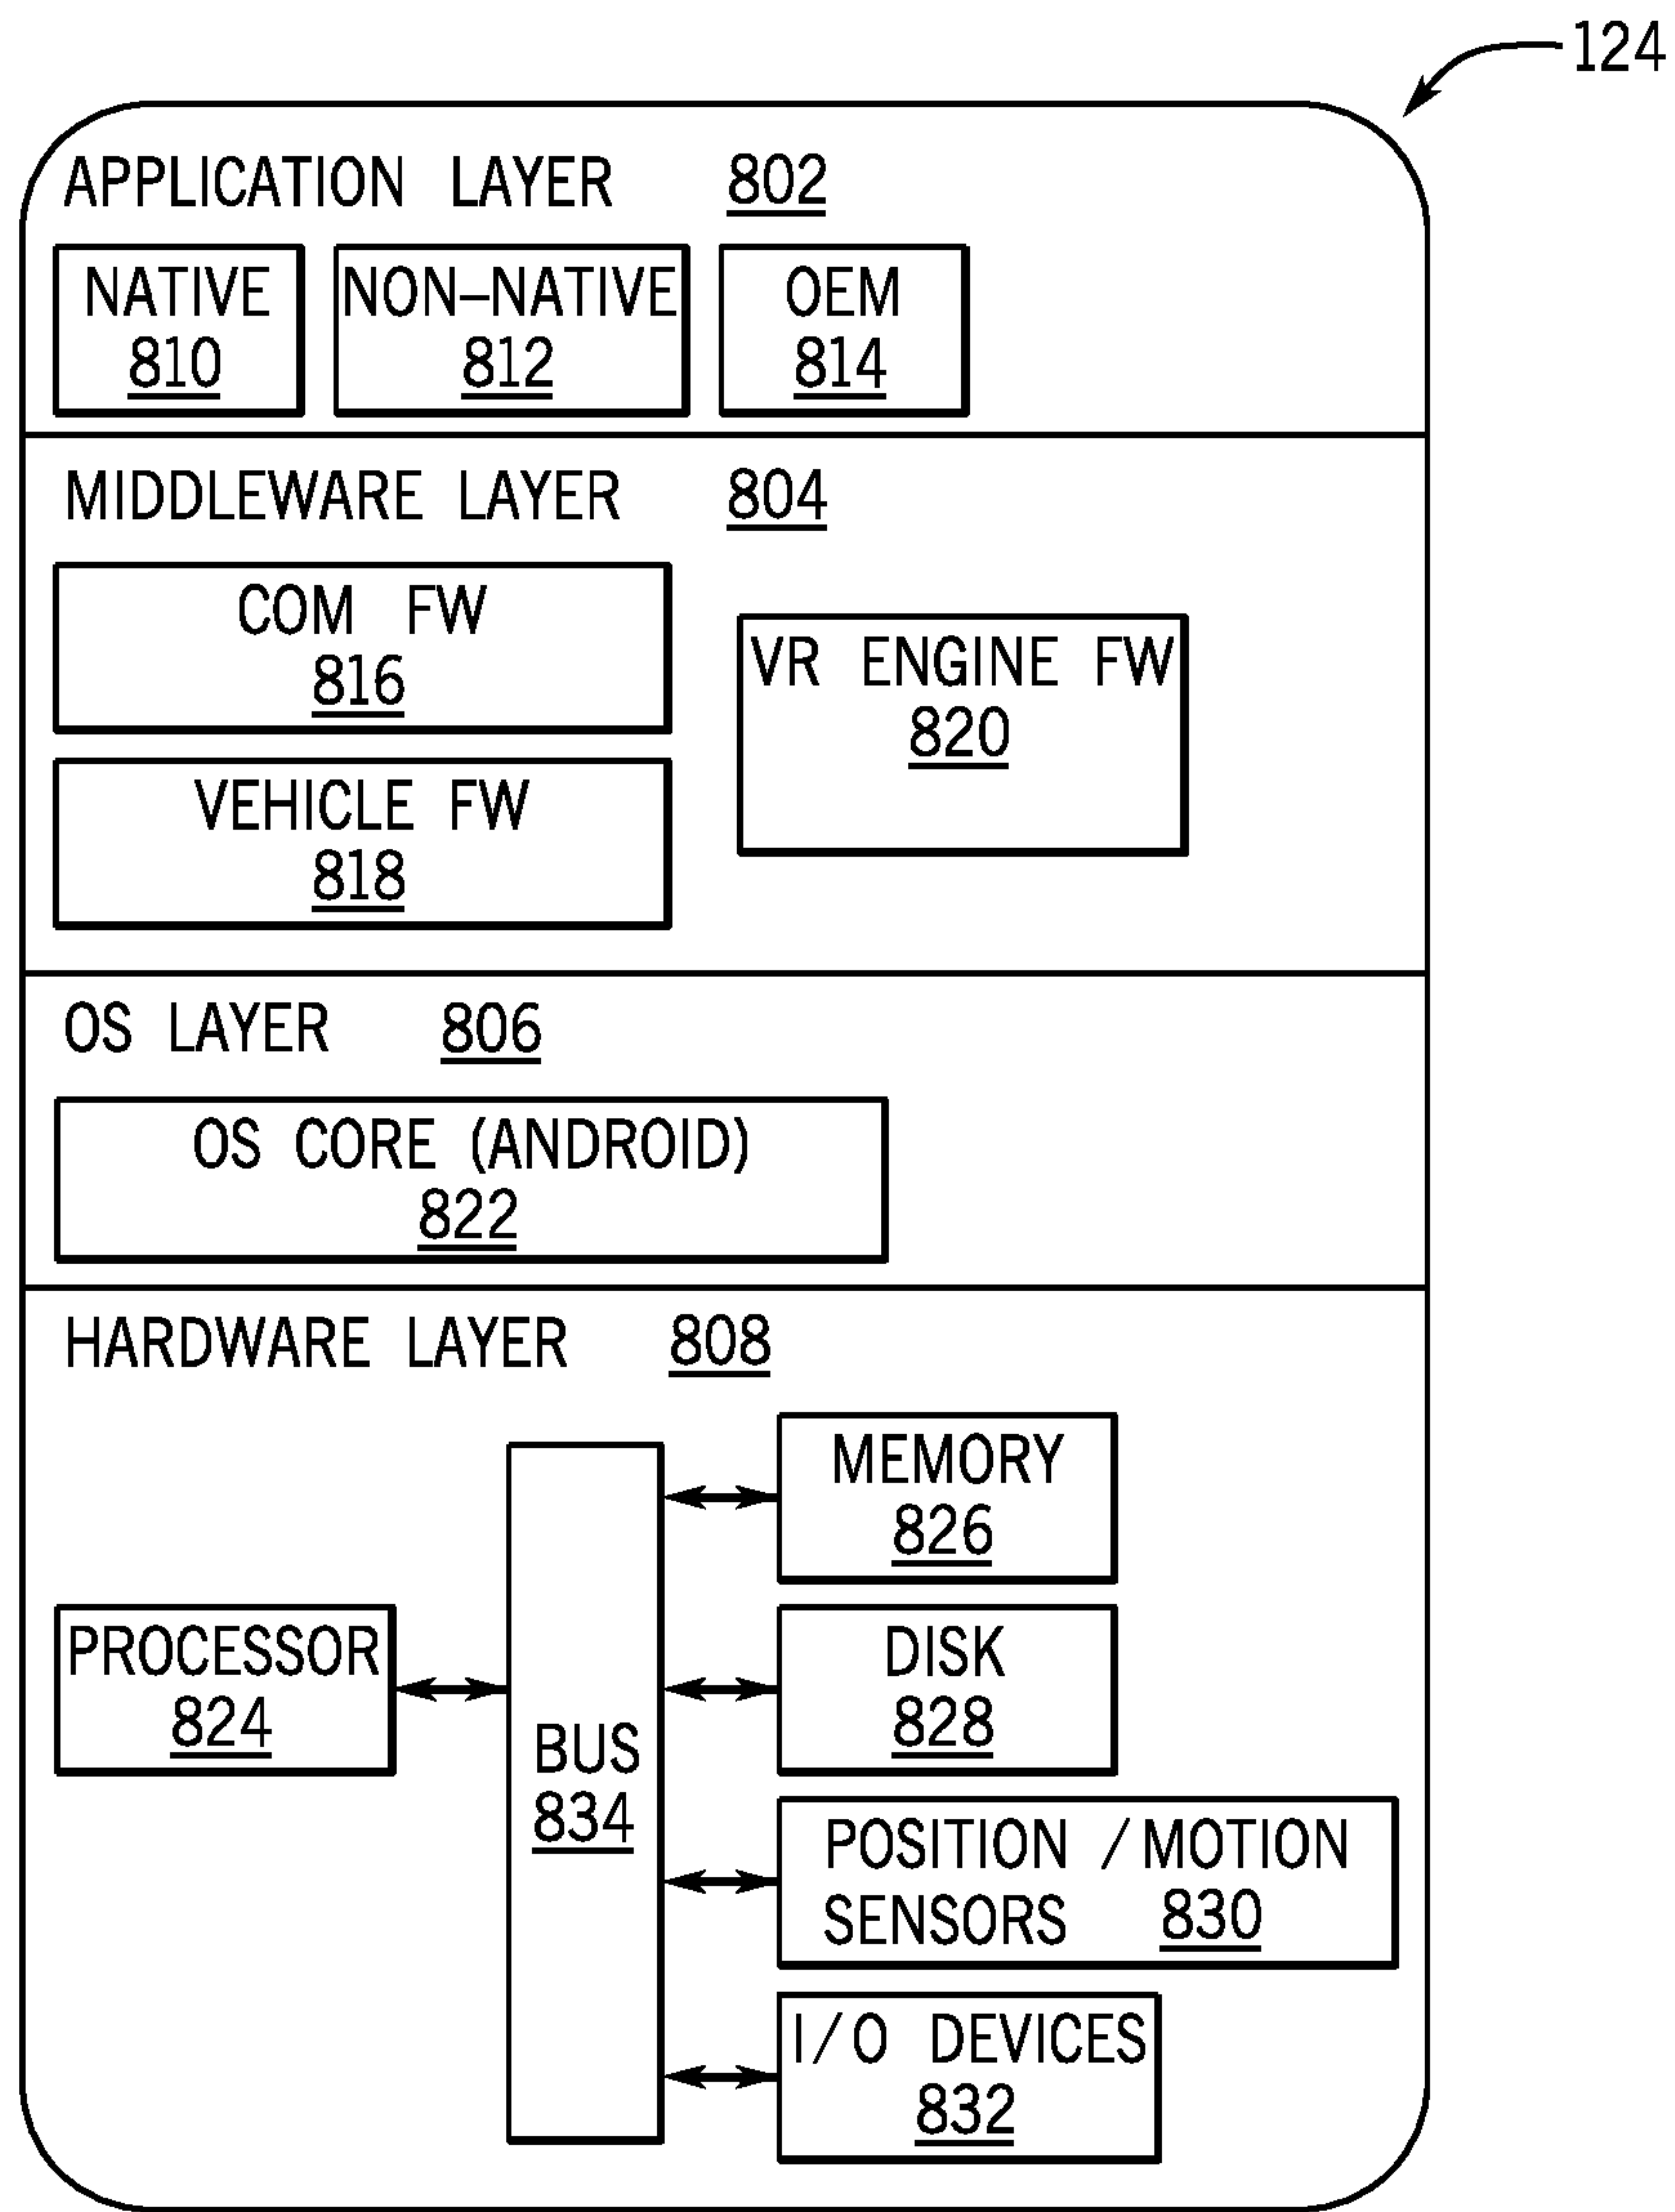 124
APPLICATION LAYER 802
NATIVE
810
NON-NATIVE
812
OEM
814
MIDDLEWARE LAYER 804
COM FW
816
VEHICLE FW
818
VR ENGINE FW
820
OS LAYER 806
OS CORE (ANDROID)
822
HARDWARE LAYER 808
PROCESSOR
824
BUS
834
MEMORY
826
DISK
828
POSITION / MOTION
SENSORS 830
I/O DEVICES
832